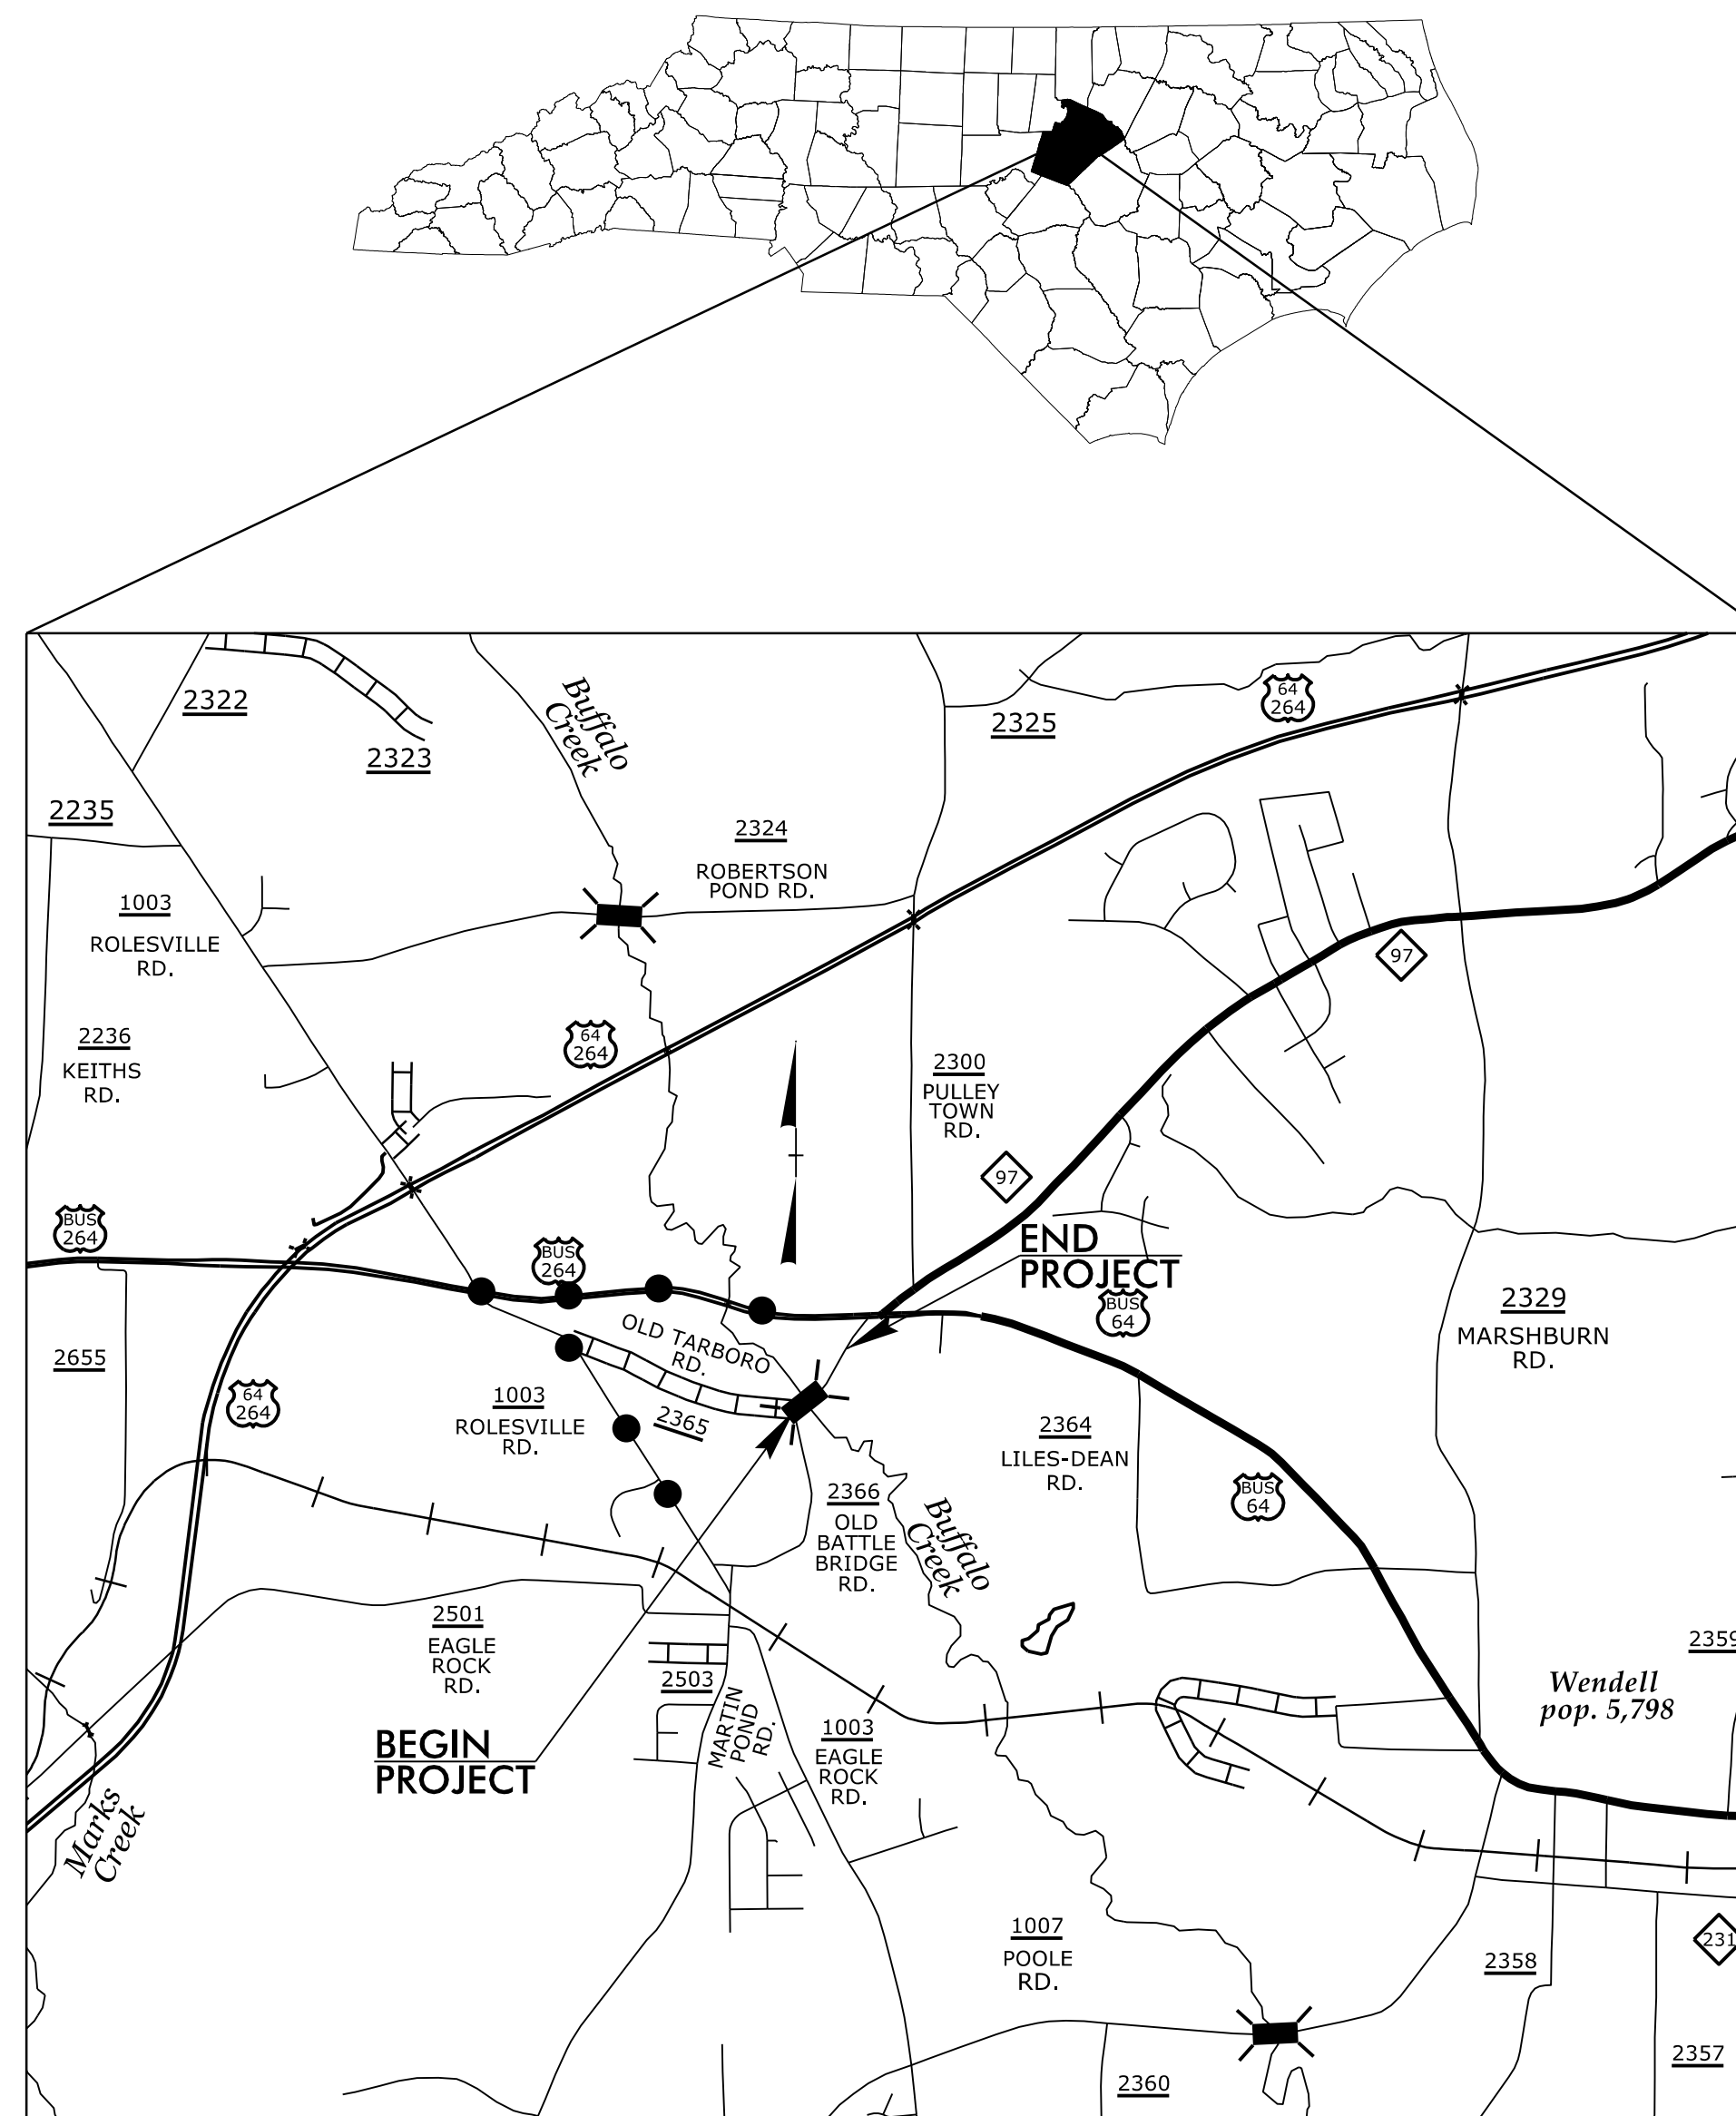 64
264
2322
Buffalo
Creek
2325
2323
2235
2324
ROBERTSON
POND RD.
1003
ROLESVILLE
RD.
97
2236
KEITHS
RD.
64
264
2300
PULLEY
TOWN
RD.
97
BUS
264
BUS
264
END
PROJECT
BUS
64
2329
MARSHBURN
RD.
OLD TARBORO
RD.
2655
64
264
1003
ROLESVILLE
RD.
2365
2364
LILES-DEAN
RD.
2366
OLD
BATTLE
BRIDGE
RD.
BUS
64
Buffalo
Creek
2501
EAGLE
ROCK
RD.
2503
2359
Wendell
pop. 5,798
MARTIN
POND
RD.
1003
EAGLE
ROCK
RD.
BEGIN
PROJECT
Marks
Creek
1007
POOLE
RD.
2358
231
2357
2360